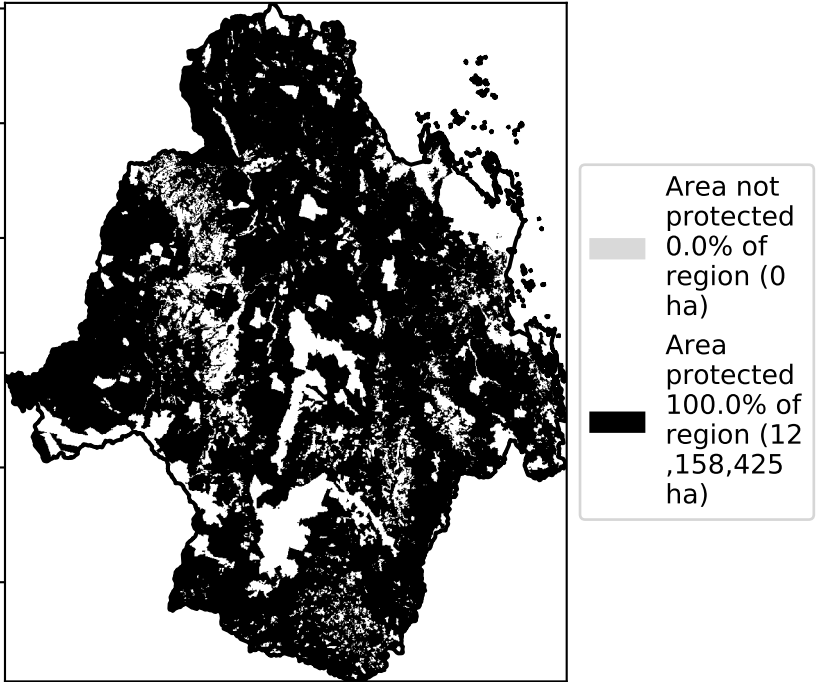 Area not
protected
0.0% of
region (0
ha)
Area
protected
100.0% of
region (12
,158,425
ha)